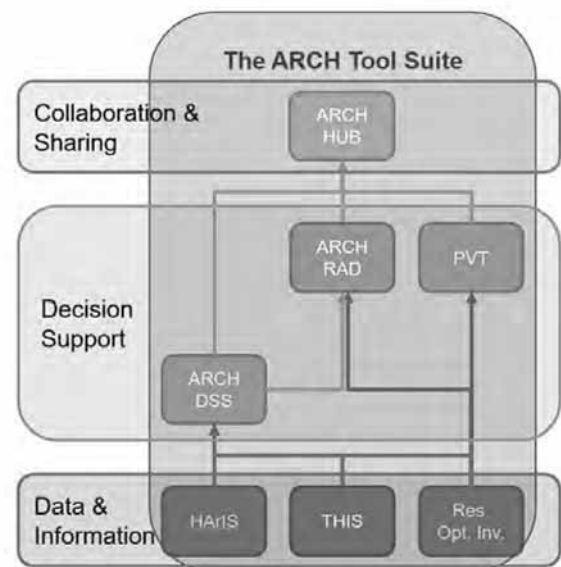 The ARCH Tool Suite
Collaboration &
Sharing
ARCH
HUB
ARCH
RAD
PVT
Decision
Support
ARCH
DSS
Data &
Information
HArIS
THIS
Res
Opt. Inv.